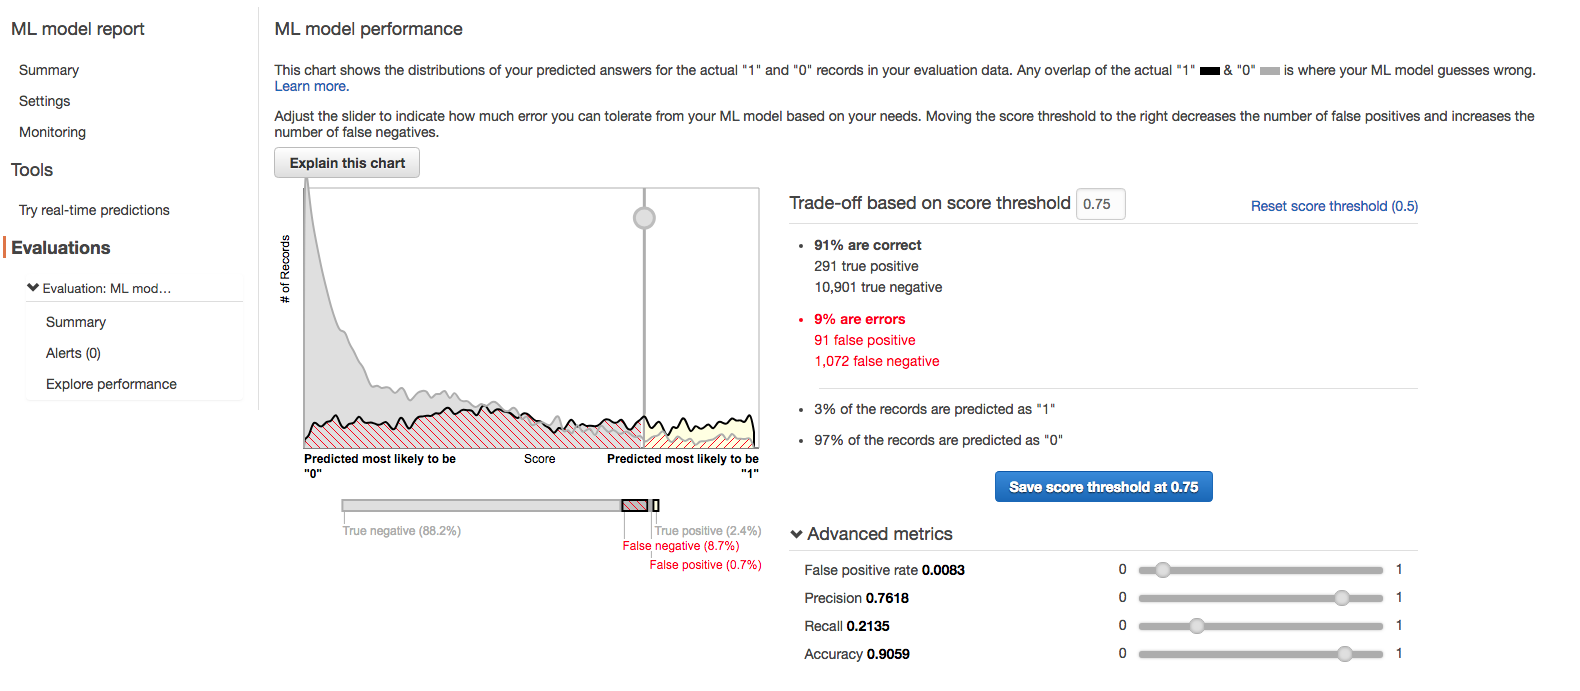 ML model report
Summary
Settings
Monitoring
Tools
Try real-time predictions
Evaluations
Evaluation: ML mod...
Summary
Alerts (0)
Explore performance
ML model performance
This chart shows the distributions of your predicted answers for the actual "1" and "0" records in your evaluation data. Any overlap of the actual "1" & "0" is where your ML model guesses wrong.
Learn more.
Adjust the slider to indicate how much error you can tolerate from your ML model based on your needs. Moving the score threshold to the right decreases the number of false positives and increases the
number of false negatives.
Explain this chart
# of Records
Predicted most likely to be
"0"
Score
Predicted most likely to be
"1"
True negative (88.2%)
True positive (2.4%)
False negative (8.7%)
False positive (0.7%)
Trade-off based on score threshold 0.75
Reset score threshold (0.5)
91% are correct
291 true positive
10,901 true negative
9% are errors
91 false positive
1,072 false negative
3% of the records are predicted as "1"
97% of the records are predicted as "0"
Save score threshold at 0.75
Advanced metrics
False positive rate 0.0083 0 1
Precision 0.7618 0 1
Recall 0.2135 0 1
Accuracy 0.9059 0 1